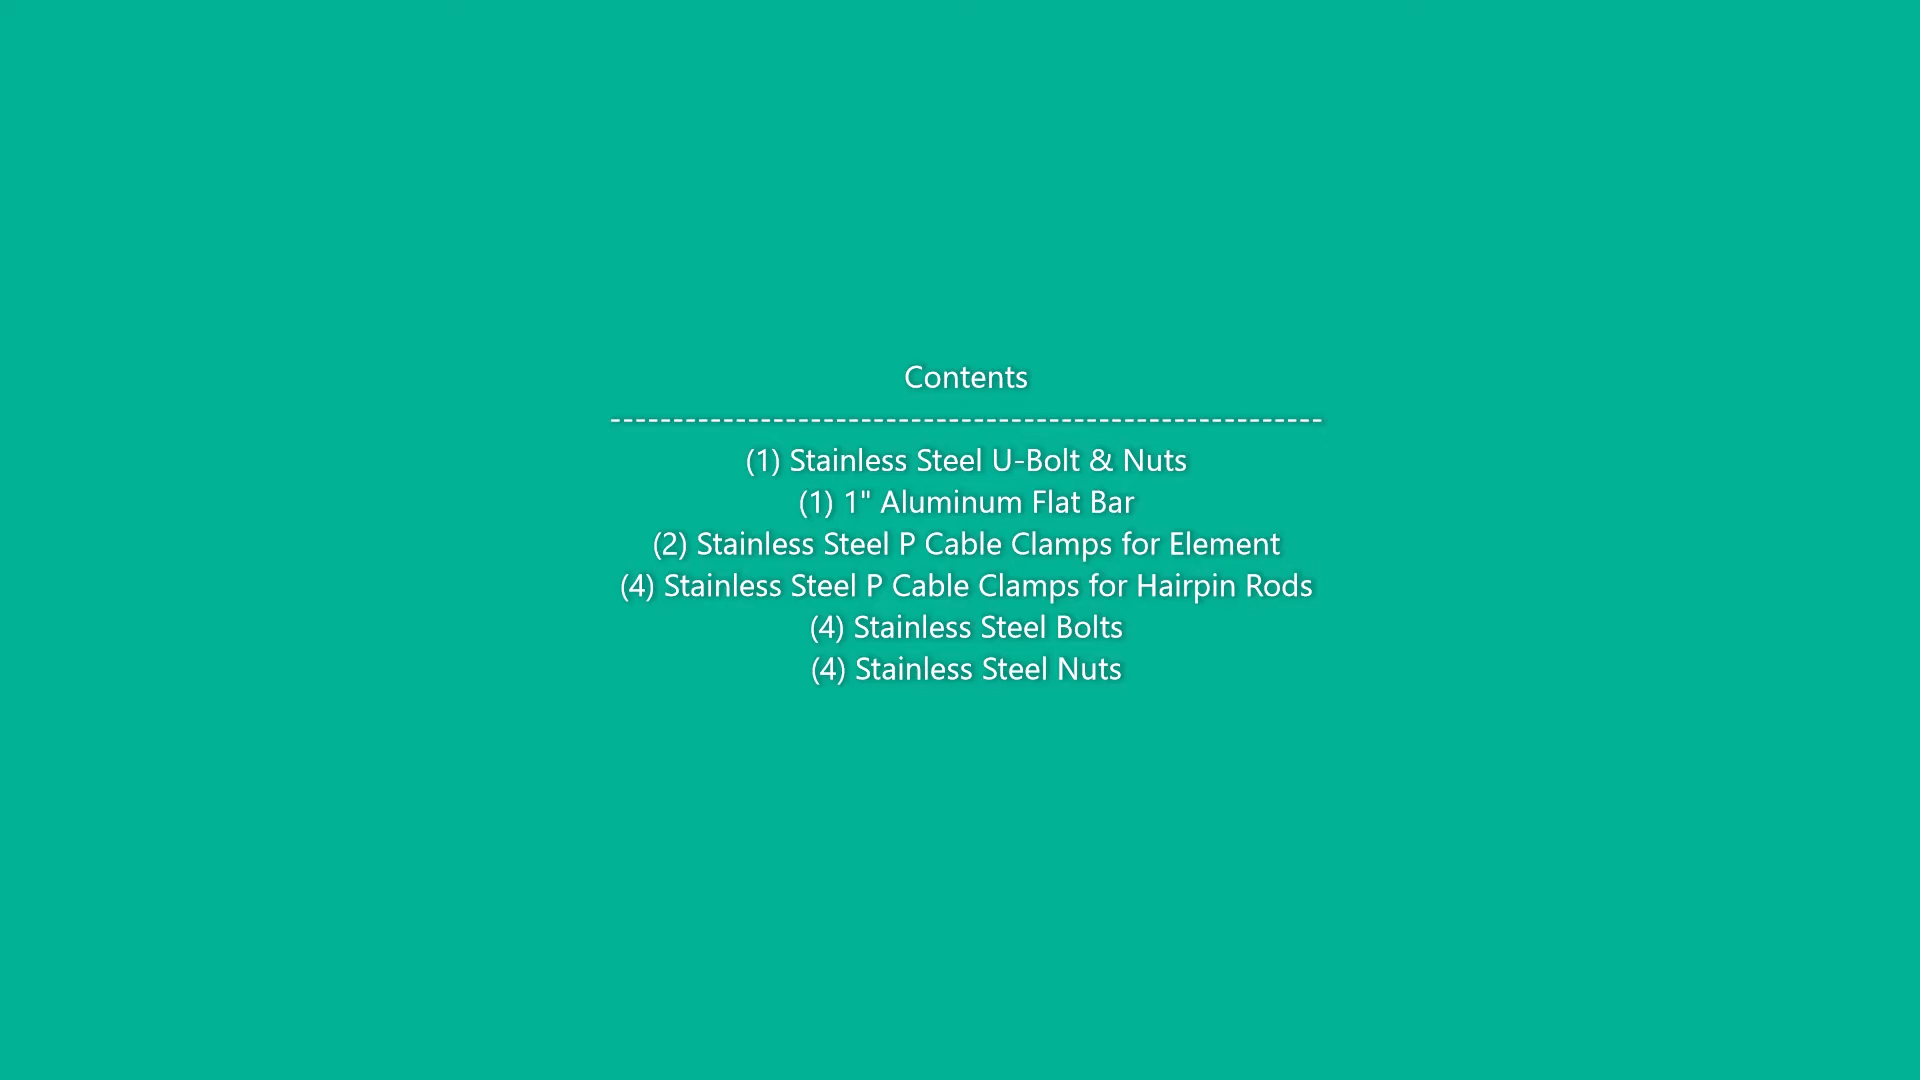 Contents
---------------------------------------------------------
(1) Stainless Steel U-Bolt & Nuts
(1) 1" Aluminum Flat Bar
(2) Stainless Steel P Cable Clamps for Element
(4) Stainless Steel P Cable Clamps for Hairpin Rods
(4) Stainless Steel Bolts
(4) Stainless Steel Nuts